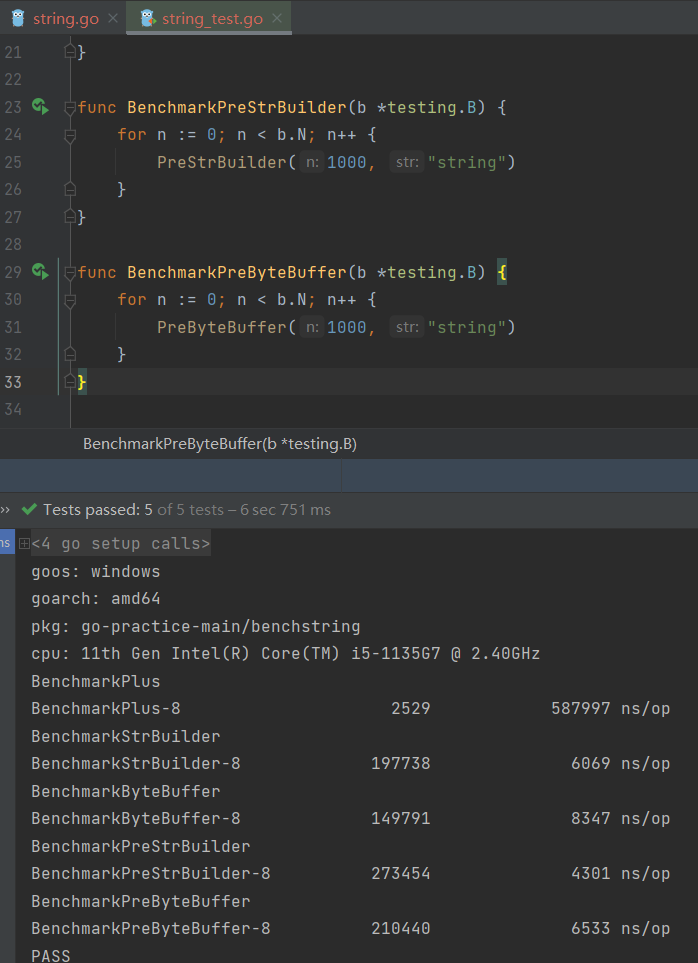 string.go
string_test.go
21 }
22
23 func BenchmarkPreStrBuilder(b *testing.B) {
24 for n := 0; n < b.N; n++ {
25 PreStrBuilder( n: 1000, str: "string")
26 }
27 }
28
29 func BenchmarkPreByteBuffer(b *testing.B) {
30 for n := 0; n < b.N; n++ {
31 PreByteBuffer( n: 1000, str: "string")
32 }
33 }
34
BenchmarkPreByteBuffer(b *testing.B)
Tests passed: 5 of 5 tests – 6 sec 751 ms
ms <4 go setup calls>
goos: windows
goarch: amd64
pkg: go-practice-main/benchstring
cpu: 11th Gen Intel(R) Core(TM) i5-1135G7 @ 2.40GHz
BenchmarkPlus
BenchmarkPlus-8 2529 587997 ns/op
BenchmarkStrBuilder
BenchmarkStrBuilder-8 197738 6069 ns/op
BenchmarkByteBuffer
BenchmarkByteBuffer-8 149791 8347 ns/op
BenchmarkPreStrBuilder
BenchmarkPreStrBuilder-8 273454 4301 ns/op
BenchmarkPreByteBuffer
BenchmarkPreByteBuffer-8 210440 6533 ns/op
PASS